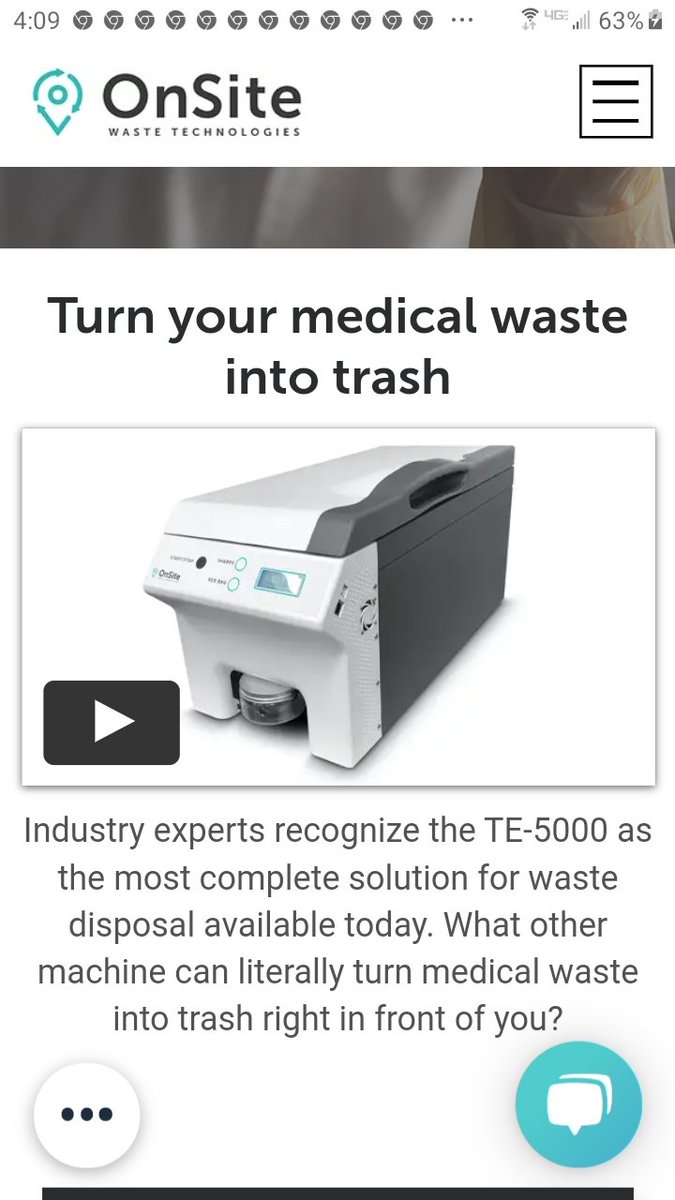 4:09
4G
63%
OnSite
WASTE TECHNOLOGIES
Turn your medical waste
into trash
START/STOP
SHARPS
OnSite
RED BAG
Industry experts recognize the TE-5000 as
the most complete solution for waste
disposal available today. What other
machine can literally turn medical waste
into trash right in front of you?